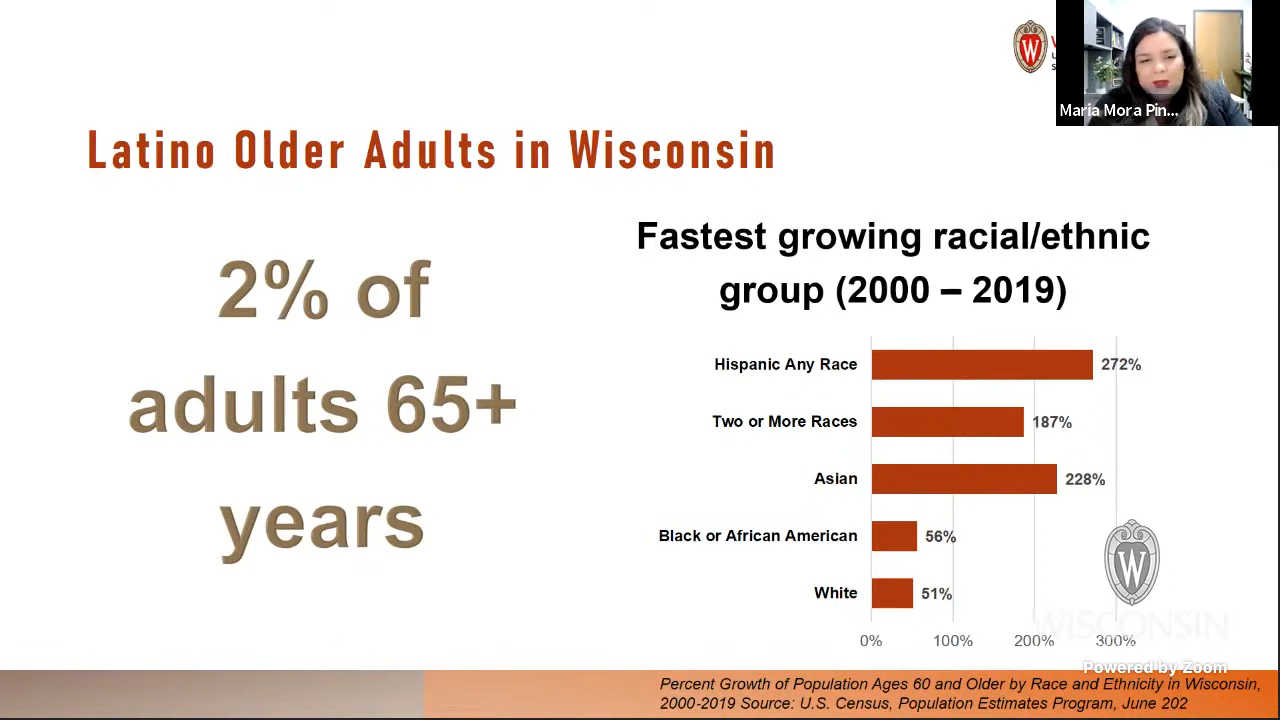 Maria Mora Pin...
Latino Older Adults in Wisconsin
2% of
adults 65+
years
Fastest growing racial/ethnic
group (2000 – 2019)
Hispanic Any Race 272%
Two or More Races 187%
Asian 228%
Black or African American 56%
White 51%
0% 100% 200% 300%
W
W
WISCONSIN
Powered by Zoom
Percent Growth of Population Ages 60 and Older by Race and Ethnicity in Wisconsin,
2000-2019 Source: U.S. Census, Population Estimates Program, June 202